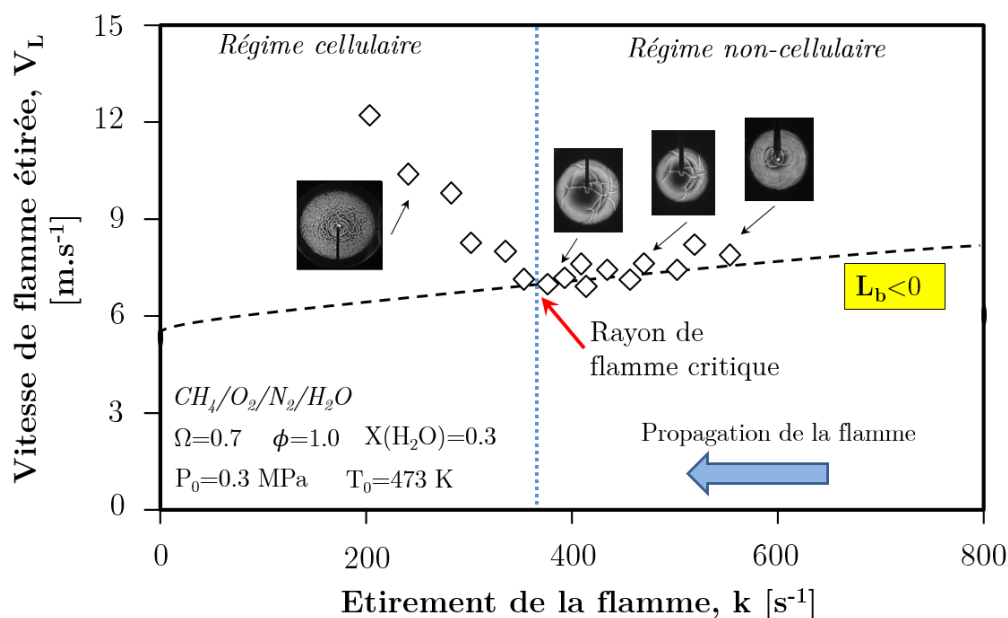 Vitesse de flamme étirée, V_L
[m.s⁻¹]
15
12
9
6
3
0
Régime cellulaire
Régime non-cellulaire
L_b<0
Rayon de
flamme critique
CH₄/O₂/N₂/H₂O
Ω=0.7 ϕ=1.0 X(H₂O)=0.3
P₀=0.3 MPa T₀=473 K
Propagation de la flamme
0 200 400 600 800
Etirement de la flamme, k [s⁻¹]